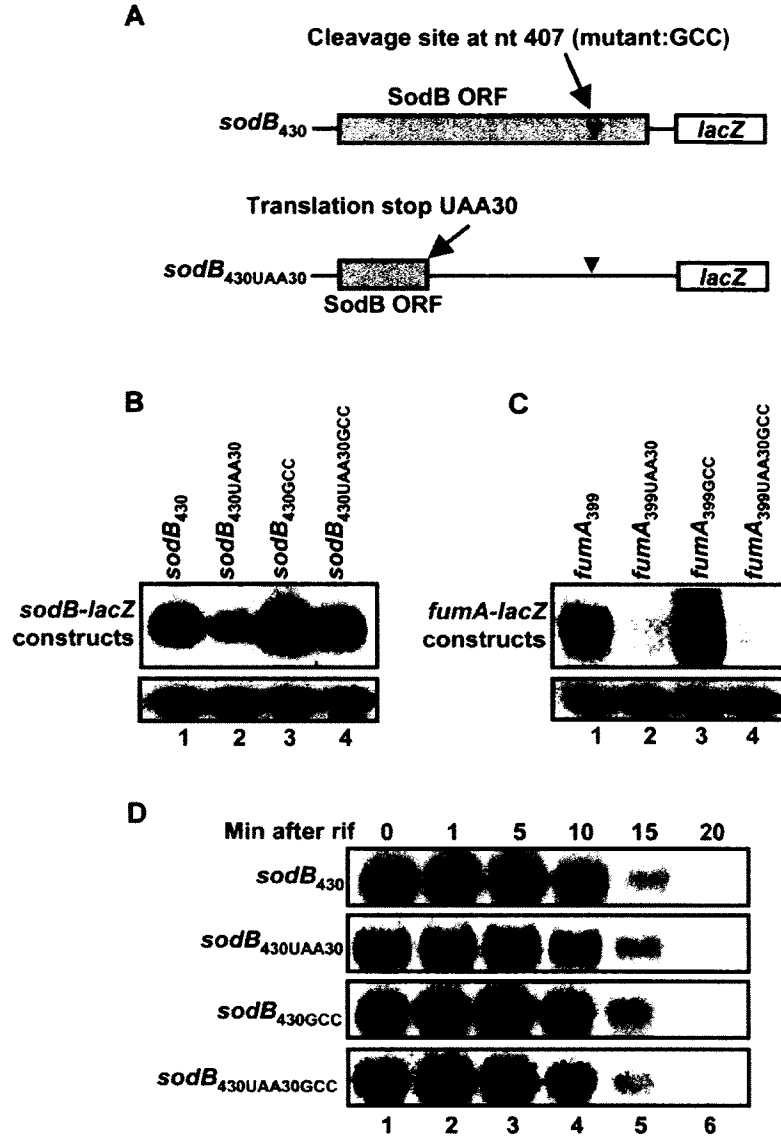 A
Cleavage site at nt 407 (mutant:GCC)
SodB ORF
sodB430
lacZ
Translation stop UAA30
sodB430UAA30
lacZ
SodB ORF
B
sodB430
sodB430UAA30
sodB430GCC
sodB430UAA30GCC
sodB-lacZ
constructs
1 2 3 4
C
fumA399
fumA399UAA30
fumA399GCC
fumA399UAA30GCC
fumA-lacZ
constructs
1 2 3 4
D
Min after rif 0 1 5 10 15 20
sodB430
sodB430UAA30
sodB430GCC
sodB430UAA30GCC
1 2 3 4 5 6